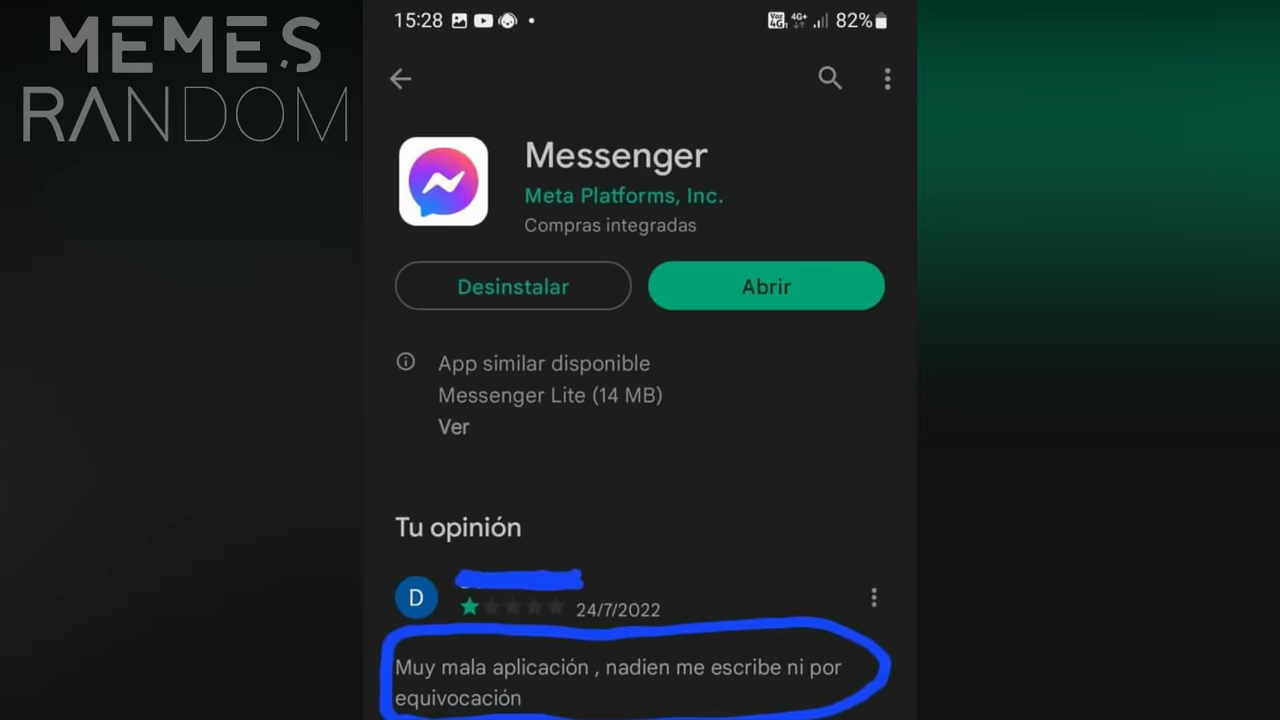 MEMES
RANDOM
15:28
82%
Messenger
Meta Platforms, Inc.
Compras integradas
Desinstalar
Abrir
App similar disponible
Messenger Lite (14 MB)
Ver
Tu opinión
D
24/7/2022
Muy mala aplicación , nadien me escribe ni por
equivocación